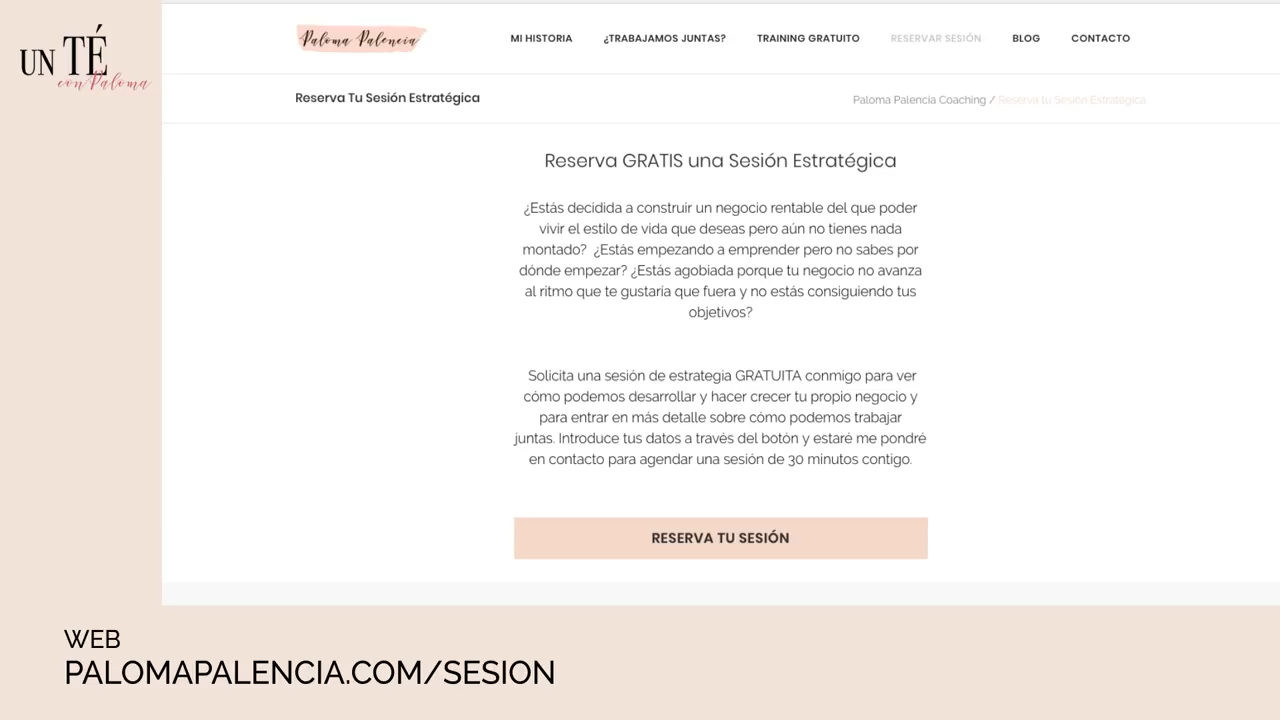 UN TÉ
con Paloma
Paloma Palencia
MI HISTORIA
¿TRABAJAMOS JUNTAS?
TRAINING GRATUITO
RESERVAR SESIÓN
BLOG
CONTACTO
Reserva Tu Sesión Estratégica
Paloma Palencia Coaching / Reserva tu Sesión Estratégica
Reserva GRATIS una Sesión Estratégica
¿Estás decidida a construir un negocio rentable del que poder
vivir el estilo de vida que deseas pero aún no tienes nada
montado? ¿Estás empezando a emprender pero no sabes por
dónde empezar? ¿Estás agobiada porque tu negocio no avanza
al ritmo que te gustaría que fuera y no estás consiguiendo tus
objetivos?
Solicita una sesión de estrategia GRATUITA conmigo para ver
cómo podemos desarrollar y hacer crecer tu propio negocio y
para entrar en más detalle sobre cómo podemos trabajar
juntas. Introduce tus datos a través del botón y estaré me pondré
en contacto para agendar una sesión de 30 minutos contigo.
RESERVA TU SESIÓN
WEB
PALOMAPALENCIA.COM/SESION